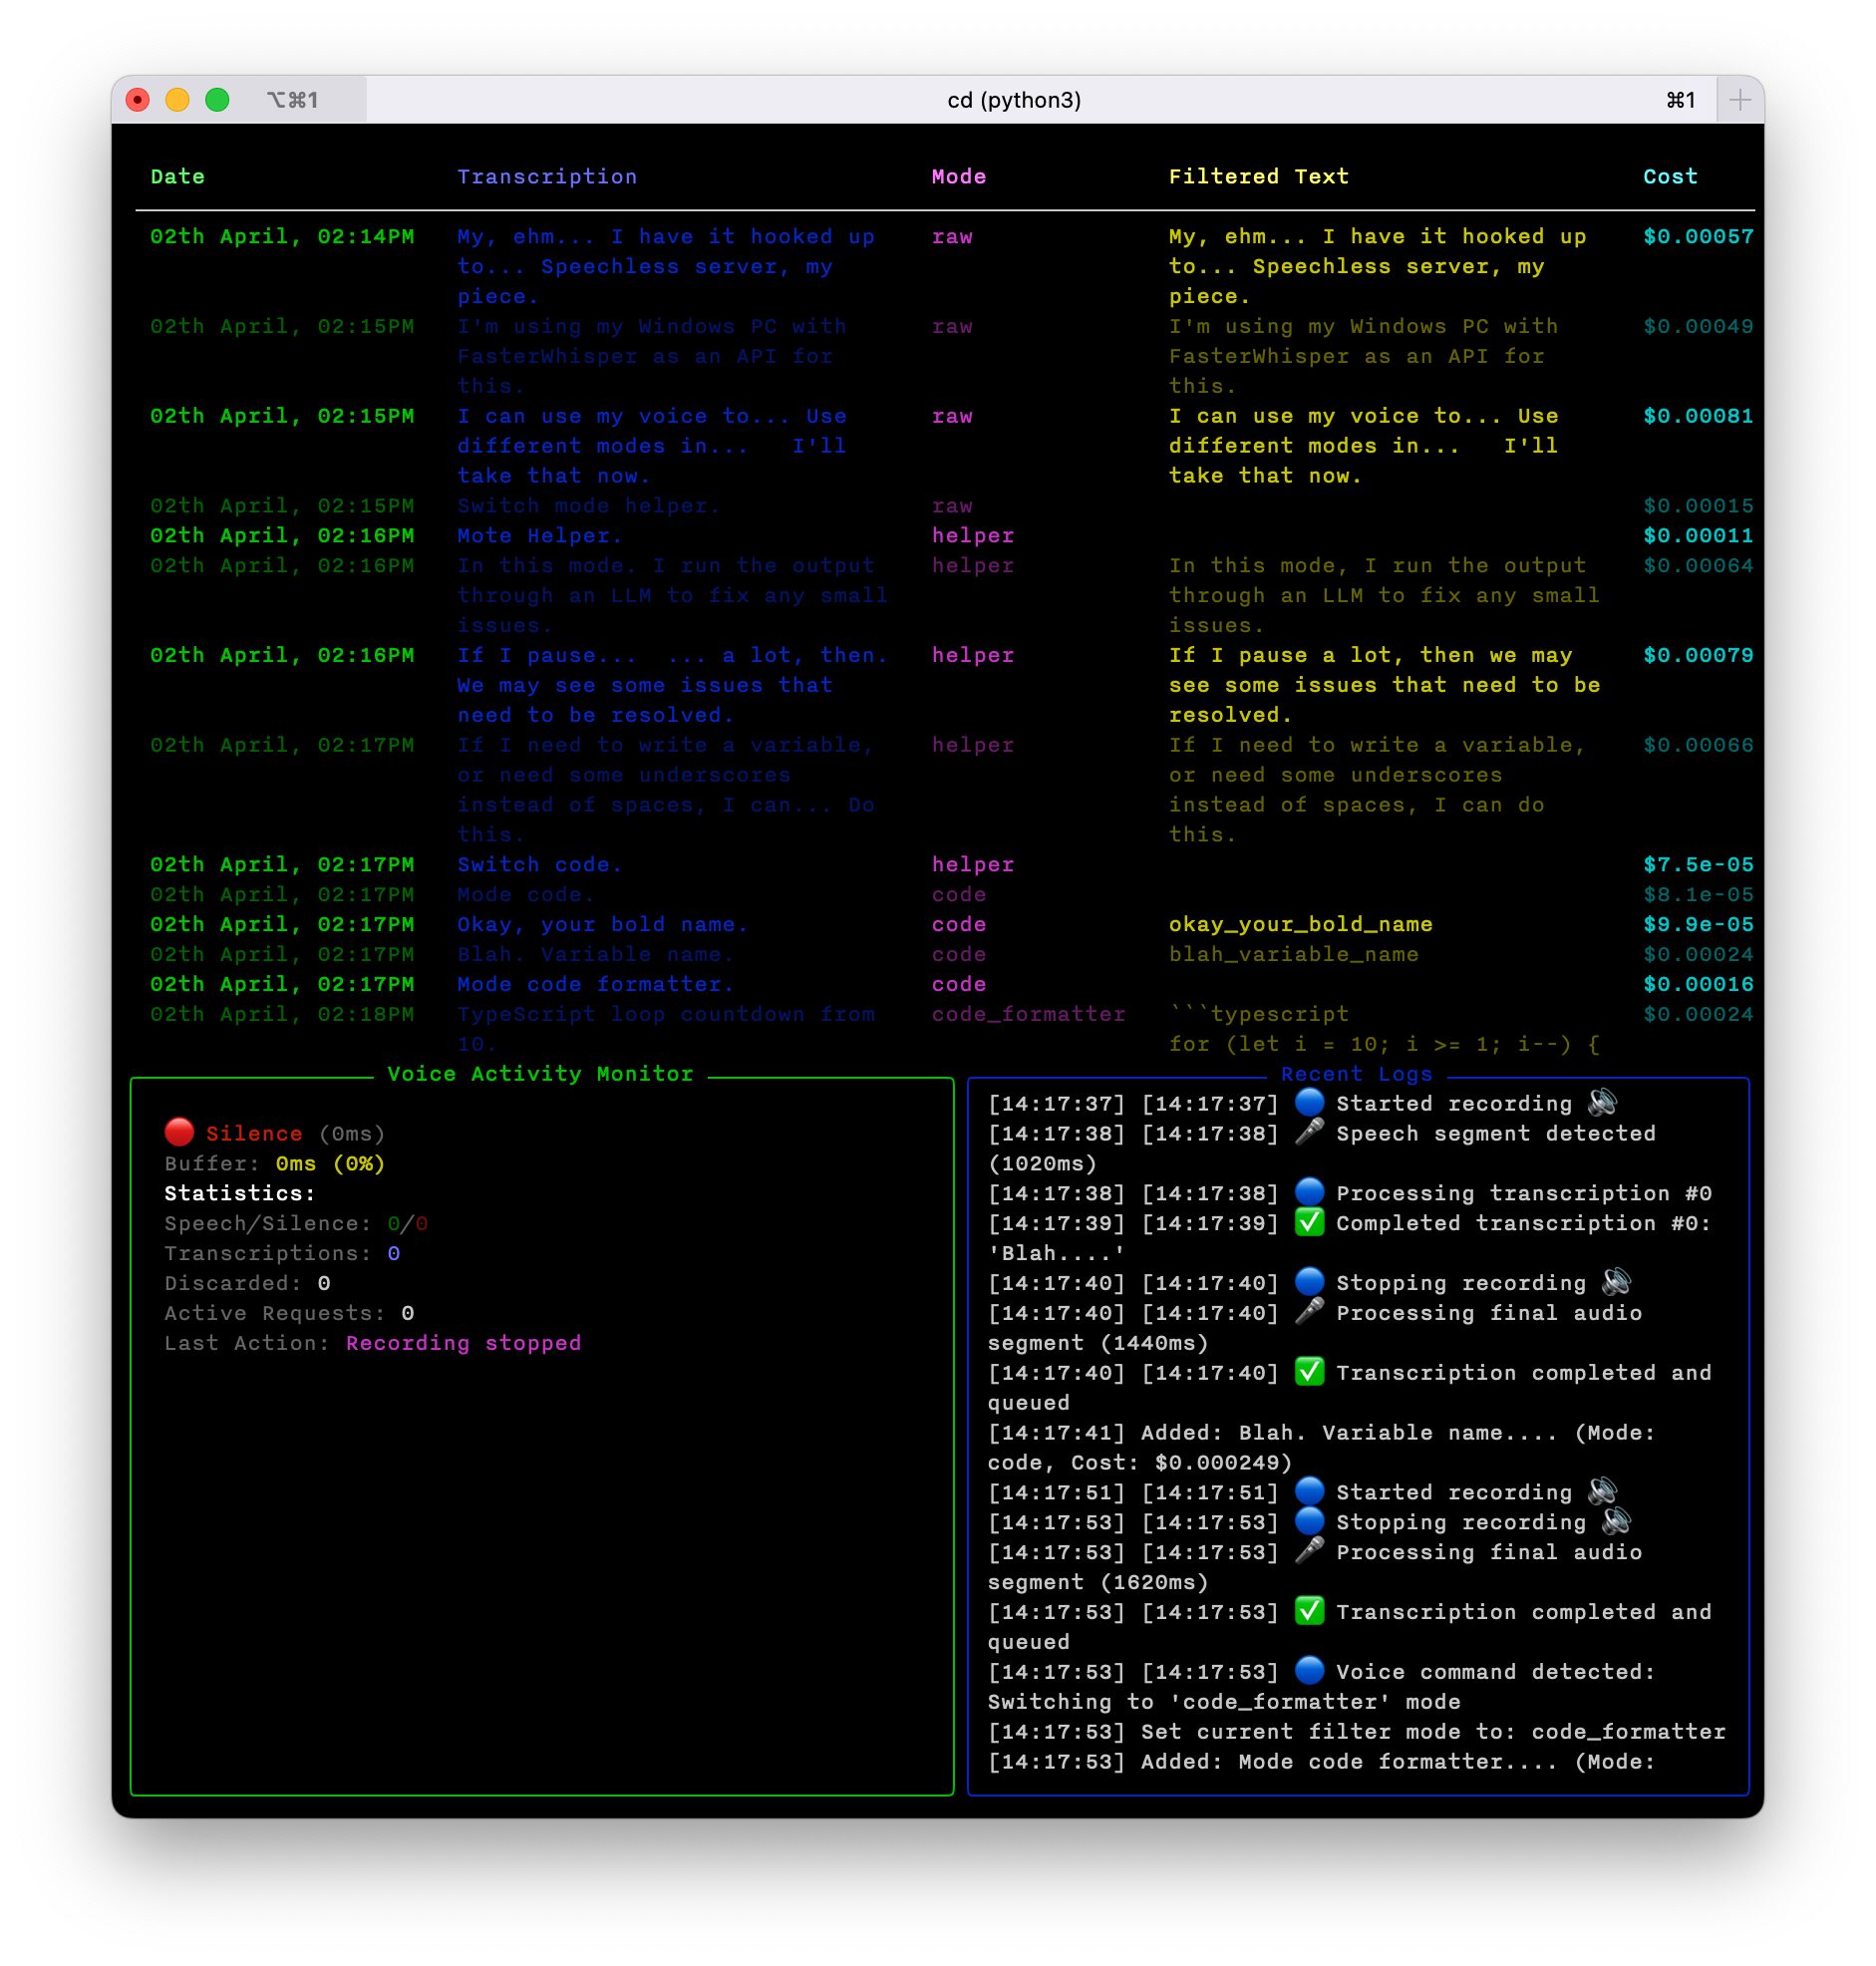 ⌥⌘1 cd (python3) ⌘1 +
Date Transcription Mode Filtered Text Cost
02th April, 02:14PM My, ehm... I have it hooked up raw My, ehm... I have it hooked up $0.00057
to... Speechless server, my to... Speechless server, my
piece. piece.
02th April, 02:15PM I'm using my Windows PC with raw I'm using my Windows PC with $0.00049
FasterWhisper as an API for FasterWhisper as an API for
this. this.
02th April, 02:15PM I can use my voice to... Use raw I can use my voice to... Use $0.00081
different modes in...   I'll different modes in...   I'll
take that now. take that now.
02th April, 02:15PM Switch mode helper. raw $0.00015
02th April, 02:16PM Mote Helper. helper $0.00011
02th April, 02:16PM In this mode. I run the output helper In this mode, I run the output $0.00064
through an LLM to fix any small through an LLM to fix any small
issues. issues.
02th April, 02:16PM If I pause...  ... a lot, then. helper If I pause a lot, then we may $0.00079
We may see some issues that see some issues that need to be
need to be resolved. resolved.
02th April, 02:17PM If I need to write a variable, helper If I need to write a variable, $0.00066
or need some underscores or need some underscores
instead of spaces, I can... Do instead of spaces, I can do
this. this.
02th April, 02:17PM Switch code. helper $7.5e-05
02th April, 02:17PM Mode code. code $8.1e-05
02th April, 02:17PM Okay, your bold name. code okay_your_bold_name $9.9e-05
02th April, 02:17PM Blah. Variable name. code blah_variable_name $0.00024
02th April, 02:17PM Mode code formatter. code $0.00016
02th April, 02:18PM TypeScript loop countdown from code_formatter ```typescript $0.00024
10. for (let i = 10; i >= 1; i--) {
Voice Activity Monitor
🔴 Silence (0ms)
Buffer: 0ms (0%)
Statistics:
Speech/Silence: 0/0
Transcriptions: 0
Discarded: 0
Active Requests: 0
Last Action: Recording stopped
Recent Logs
[14:17:37] [14:17:37] 🔵 Started recording 🔊
[14:17:38] [14:17:38] 🎤 Speech segment detected
(1020ms)
[14:17:38] [14:17:38] 🔵 Processing transcription #0
[14:17:39] [14:17:39] ✅ Completed transcription #0:
'Blah....'
[14:17:40] [14:17:40] 🔵 Stopping recording 🔊
[14:17:40] [14:17:40] 🎤 Processing final audio
segment (1440ms)
[14:17:40] [14:17:40] ✅ Transcription completed and
queued
[14:17:41] Added: Blah. Variable name.... (Mode:
code, Cost: $0.000249)
[14:17:51] [14:17:51] 🔵 Started recording 🔊
[14:17:53] [14:17:53] 🔵 Stopping recording 🔊
[14:17:53] [14:17:53] 🎤 Processing final audio
segment (1620ms)
[14:17:53] [14:17:53] ✅ Transcription completed and
queued
[14:17:53] [14:17:53] 🔵 Voice command detected:
Switching to 'code_formatter' mode
[14:17:53] Set current filter mode to: code_formatter
[14:17:53] Added: Mode code formatter.... (Mode: